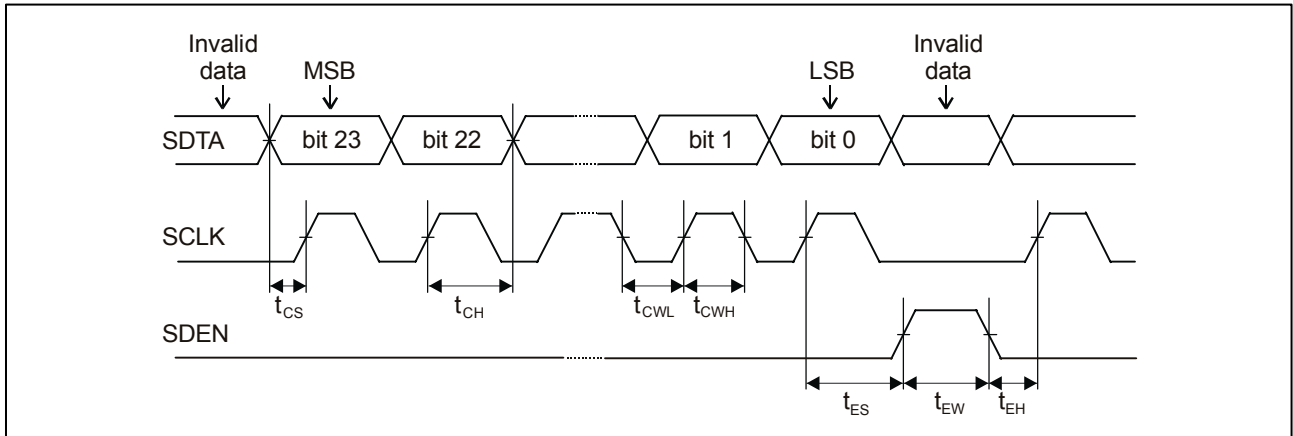 Invalid
data
MSB
LSB
Invalid
data
SDTA
bit 23
bit 22
bit 1
bit 0
SCLK
tCS
tCH
tCWL
tCWH
SDEN
tES
tEW
tEH